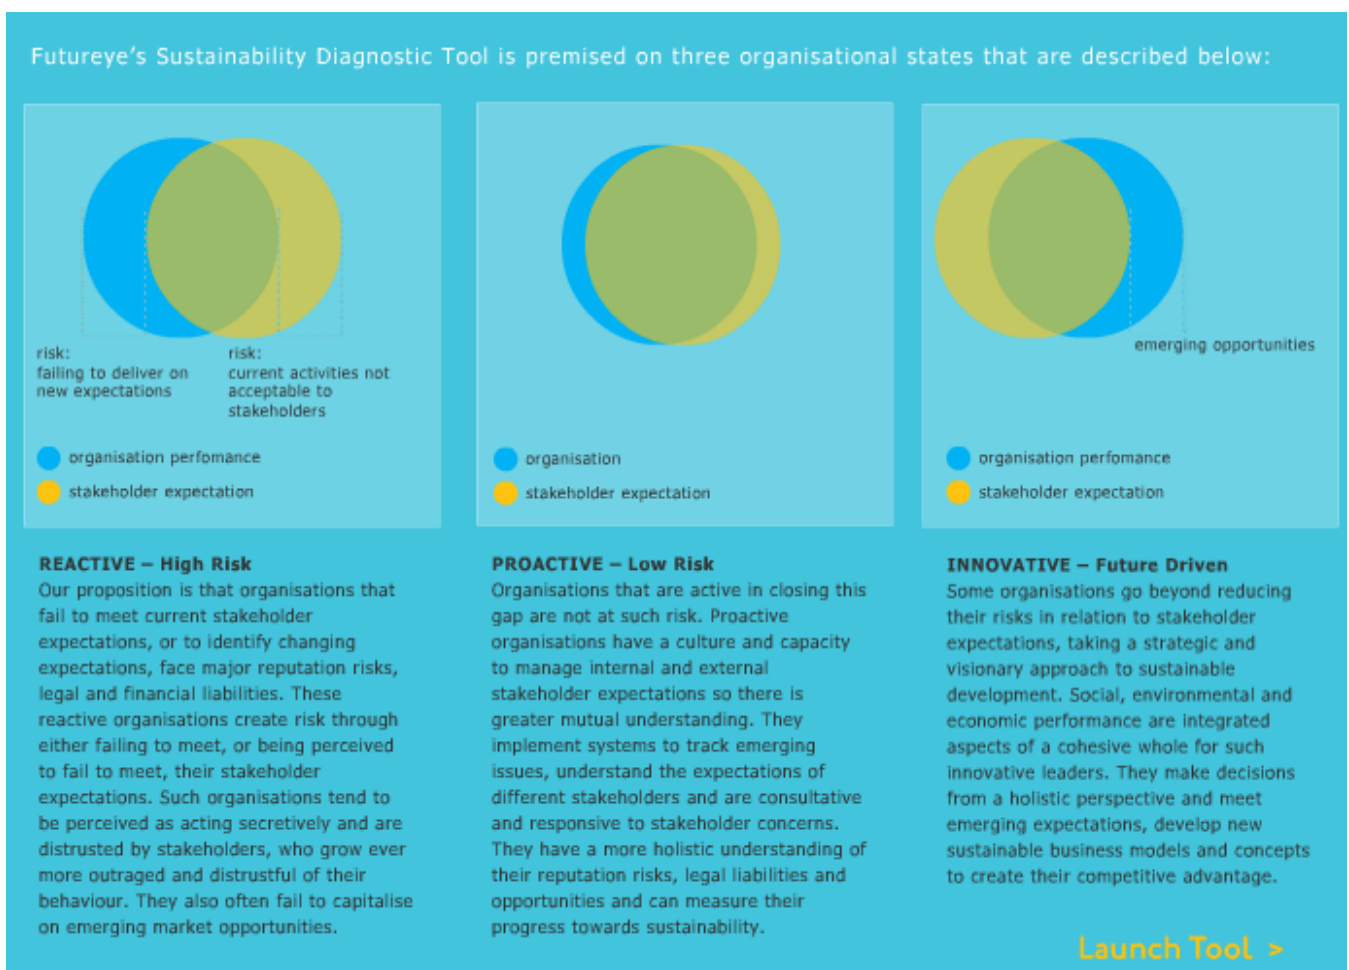 Futureye's Sustainability Diagnostic Tool is premised on three organisational states that are described below:
risk:
failing to deliver on
new expectations
risk:
current activities not
acceptable to
stakeholders
organisation perfomance
stakeholder expectation
organisation
stakeholder expectation
emerging opportunities
organisation perfomance
stakeholder expectation
REACTIVE – High Risk
Our proposition is that organisations that
fail to meet current stakeholder
expectations, or to identify changing
expectations, face major reputation risks,
legal and financial liabilities. These
reactive organisations create risk through
either failing to meet, or being perceived
to fail to meet, their stakeholder
expectations. Such organisations tend to
be perceived as acting secretively and are
distrusted by stakeholders, who grow ever
more outraged and distrustful of their
behaviour. They also often fail to capitalise
on emerging market opportunities.
PROACTIVE – Low Risk
Organisations that are active in closing this
gap are not at such risk. Proactive
organisations have a culture and capacity
to manage internal and external
stakeholder expectations so there is
greater mutual understanding. They
implement systems to track emerging
issues, understand the expectations of
different stakeholders and are consultative
and responsive to stakeholder concerns.
They have a more holistic understanding of
their reputation risks, legal liabilities and
opportunities and can measure their
progress towards sustainability.
INNOVATIVE – Future Driven
Some organisations go beyond reducing
their risks in relation to stakeholder
expectations, taking a strategic and
visionary approach to sustainable
development. Social, environmental and
economic performance are integrated
aspects of a cohesive whole for such
innovative leaders. They make decisions
from a holistic perspective and meet
emerging expectations, develop new
sustainable business models and concepts
to create their competitive advantage.
Launch Tool >